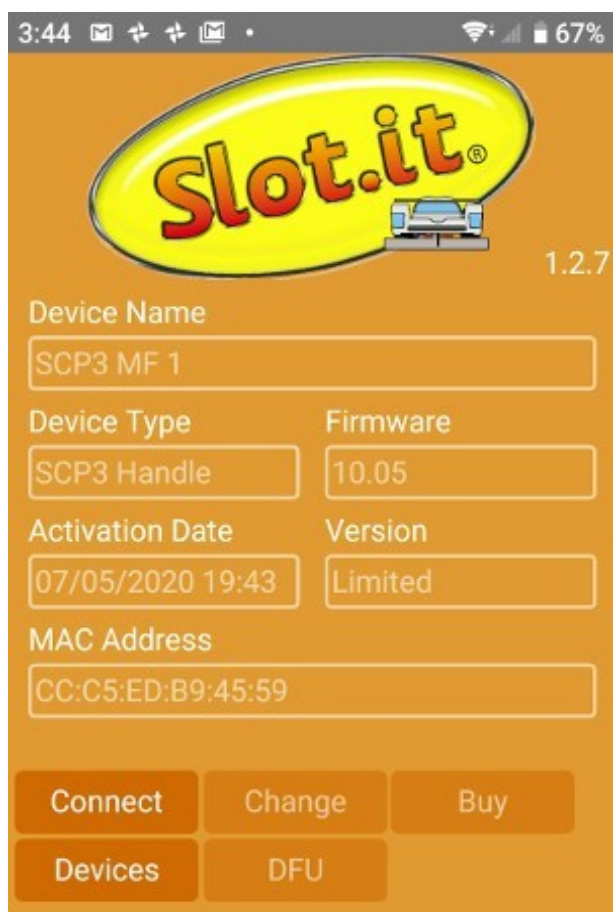 3:44 67%
Slot.it®
1.2.7
Device Name
SCP3 MF 1
Device Type Firmware
SCP3 Handle 10.05
Activation Date Version
07/05/2020 19:43 Limited
MAC Address
CC:C5:ED:B9:45:59
Connect Change Buy
Devices DFU